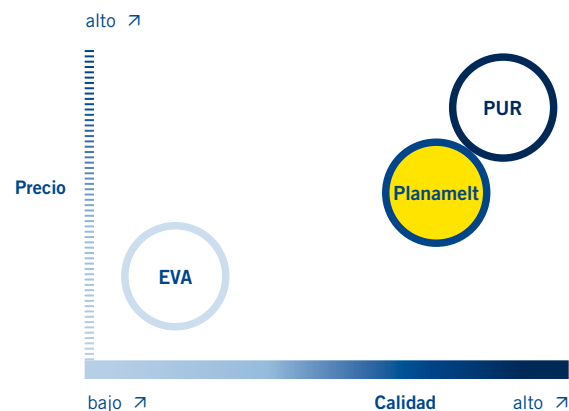 alto ↗
PUR
Precio
Planamelt
EVA
bajo ↗ Calidad alto ↗